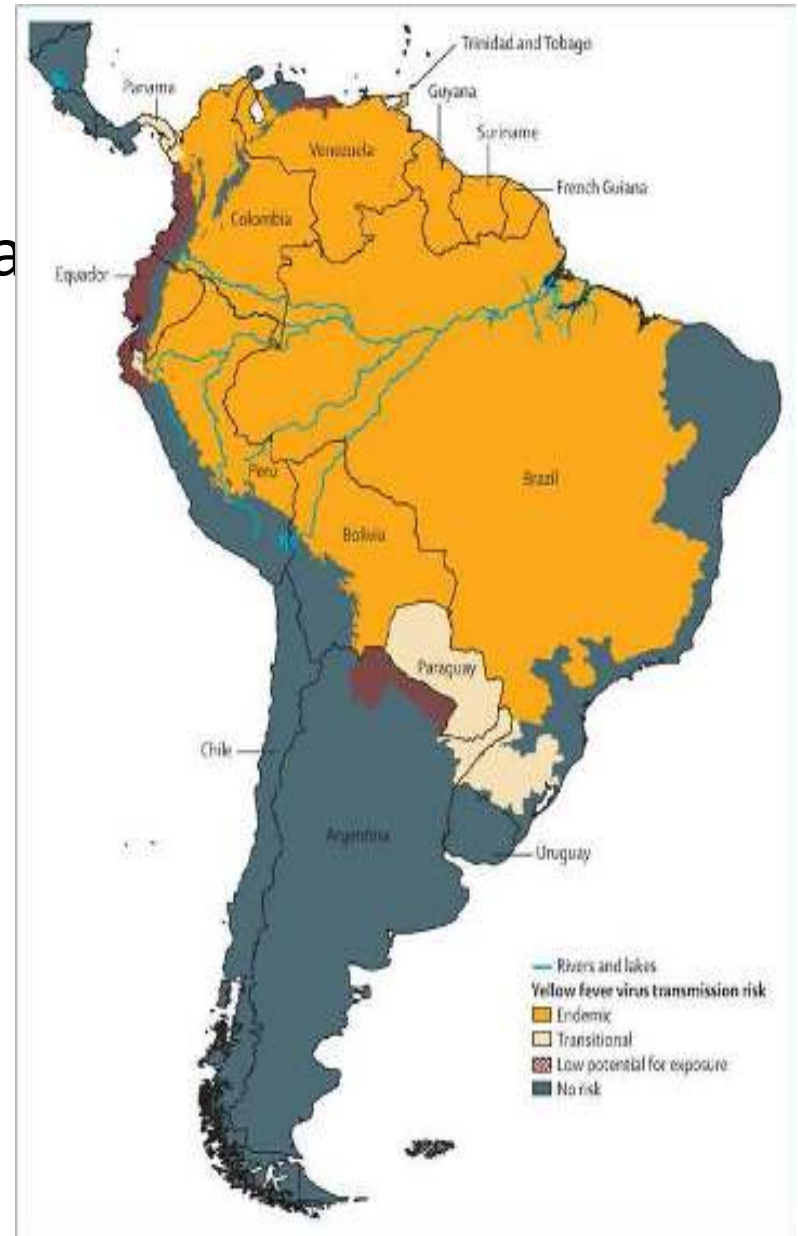 Trinidad and Tobago
Panama
Guyana
Suriname
Venezuela
French Guiana
Colombia
a
Equador
Peru
Brazil
Bolivia
Paraguay
Chile
Argentina
Uruguay
Rivers and lakes
Yellow fever virus transmission risk
Endemic
Transitional
Low potential for exposure
No risk